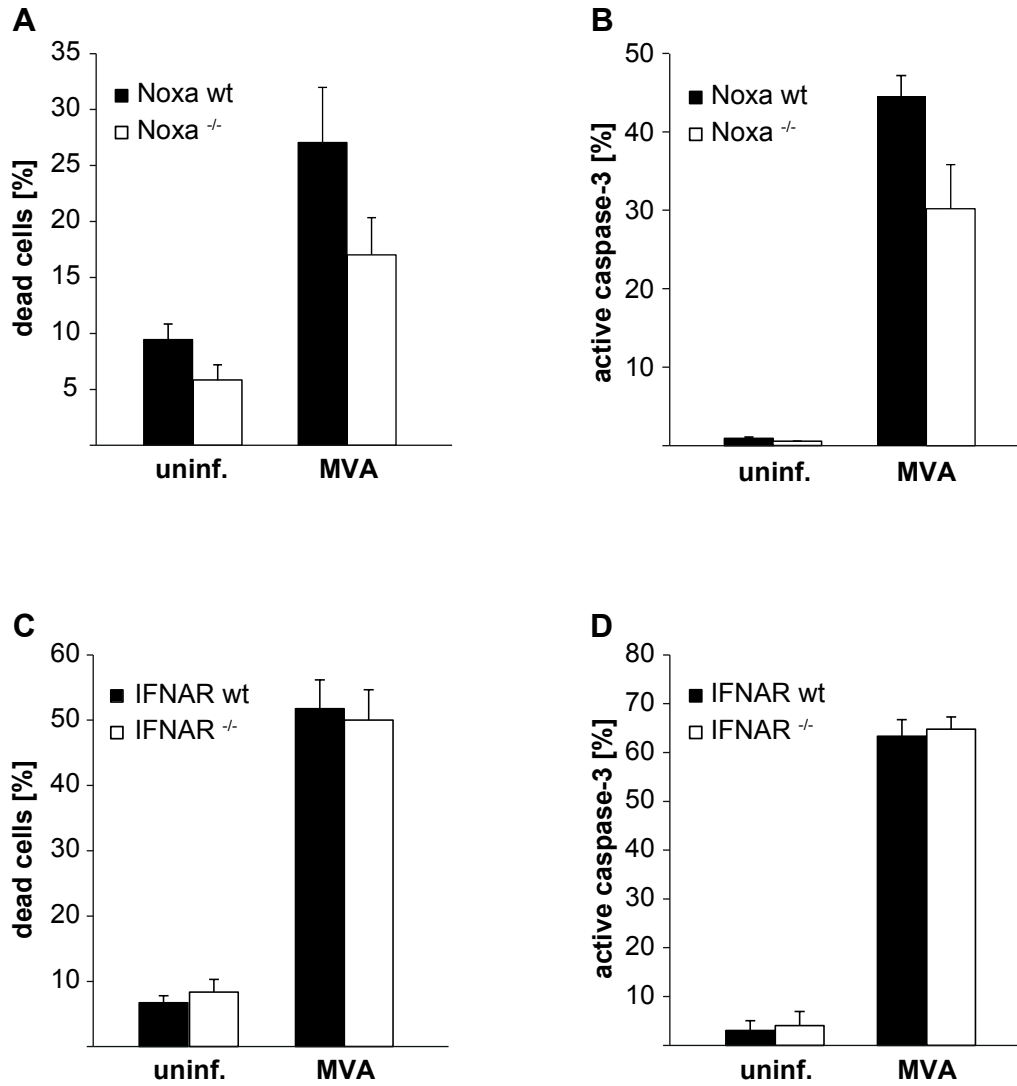 A
dead cells [%]
35
30
25
20
15
10
5
Noxa wt
Noxa -/-
uninf.
MVA
B
active caspase-3 [%]
50
40
30
20
10
Noxa wt
Noxa -/-
uninf.
MVA
C
dead cells [%]
60
50
40
30
20
10
IFNAR wt
IFNAR -/-
uninf.
MVA
D
active caspase-3 [%]
80
70
60
50
40
30
20
10
IFNAR wt
IFNAR -/-
uninf.
MVA